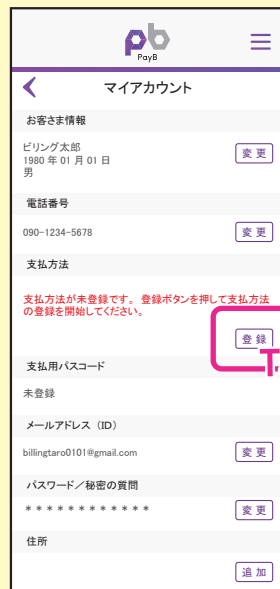 pb
PayB
マイアカウント
お客さま情報
ビリング太郎
1980 年 01 月 01 日
男
変 更
電話番号
090-1234-5678
変 更
支払方法
支払方法が未登録です。 登録ボタンを押して支払方法
の登録を開始してください。
登 録
支払用パスコード
未登録
メールアドレス（ID）
billingtaro0101@gmail.com
変 更
パスワード／秘密の質問
* * * * * * * * * * * *
変 更
住所
追 加